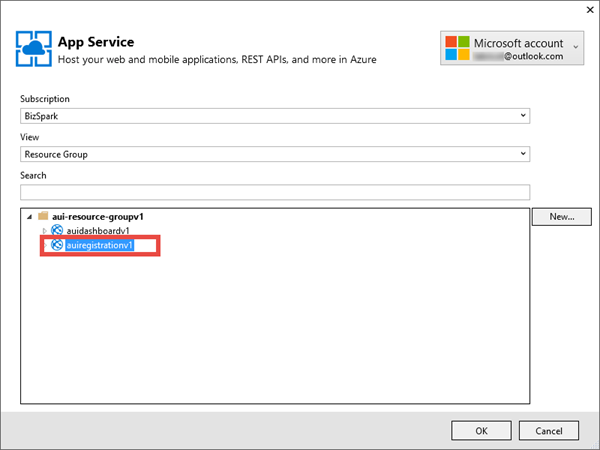 App Service
Host your web and mobile applications, REST APIs, and more in Azure
Microsoft account
@outlook.com
Subscription
BizSpark
View
Resource Group
Search
aui-resource-groupv1
New...
auidashboardv1
auiregistrationv1
OK
Cancel